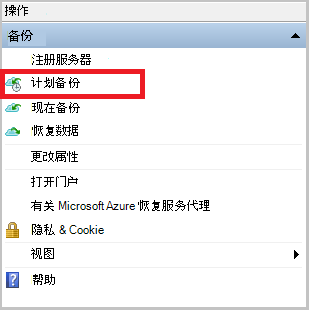 操作
备份
注册服务器
计划备份
现在备份
恢复数据
更改属性
打开门户
有关 Microsoft Azure 恢复服务代理
隐私 & Cookie
视图
帮助